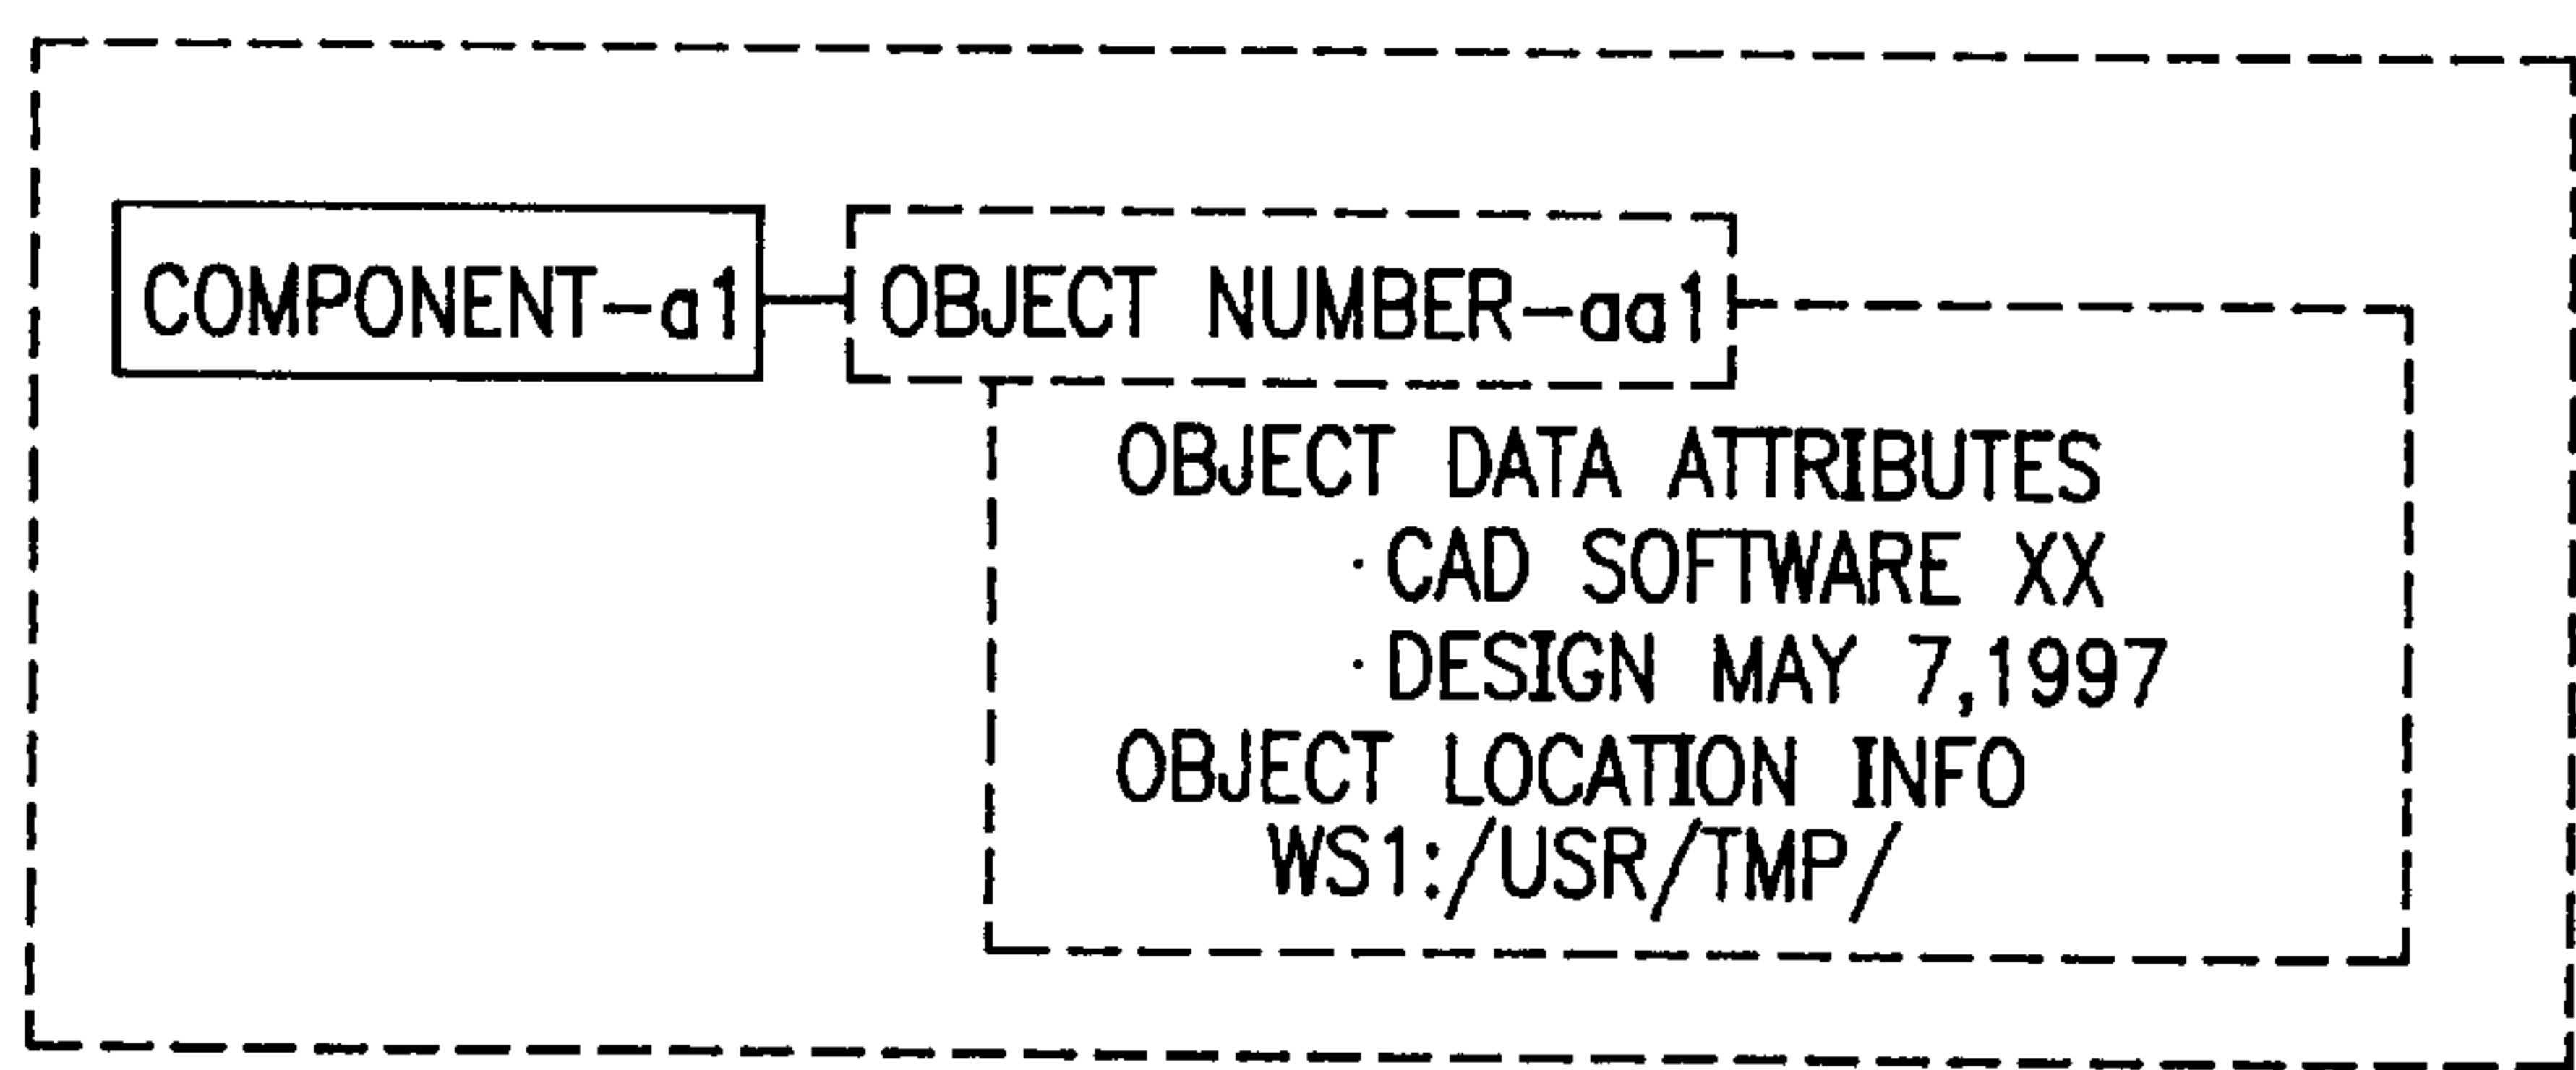 COMPONENT-a1 OBJECT NUMBER-aa1
OBJECT DATA ATTRIBUTES
·CAD SOFTWARE XX
·DESIGN MAY 7,1997
OBJECT LOCATION INFO
WS1:/USR/TMP/